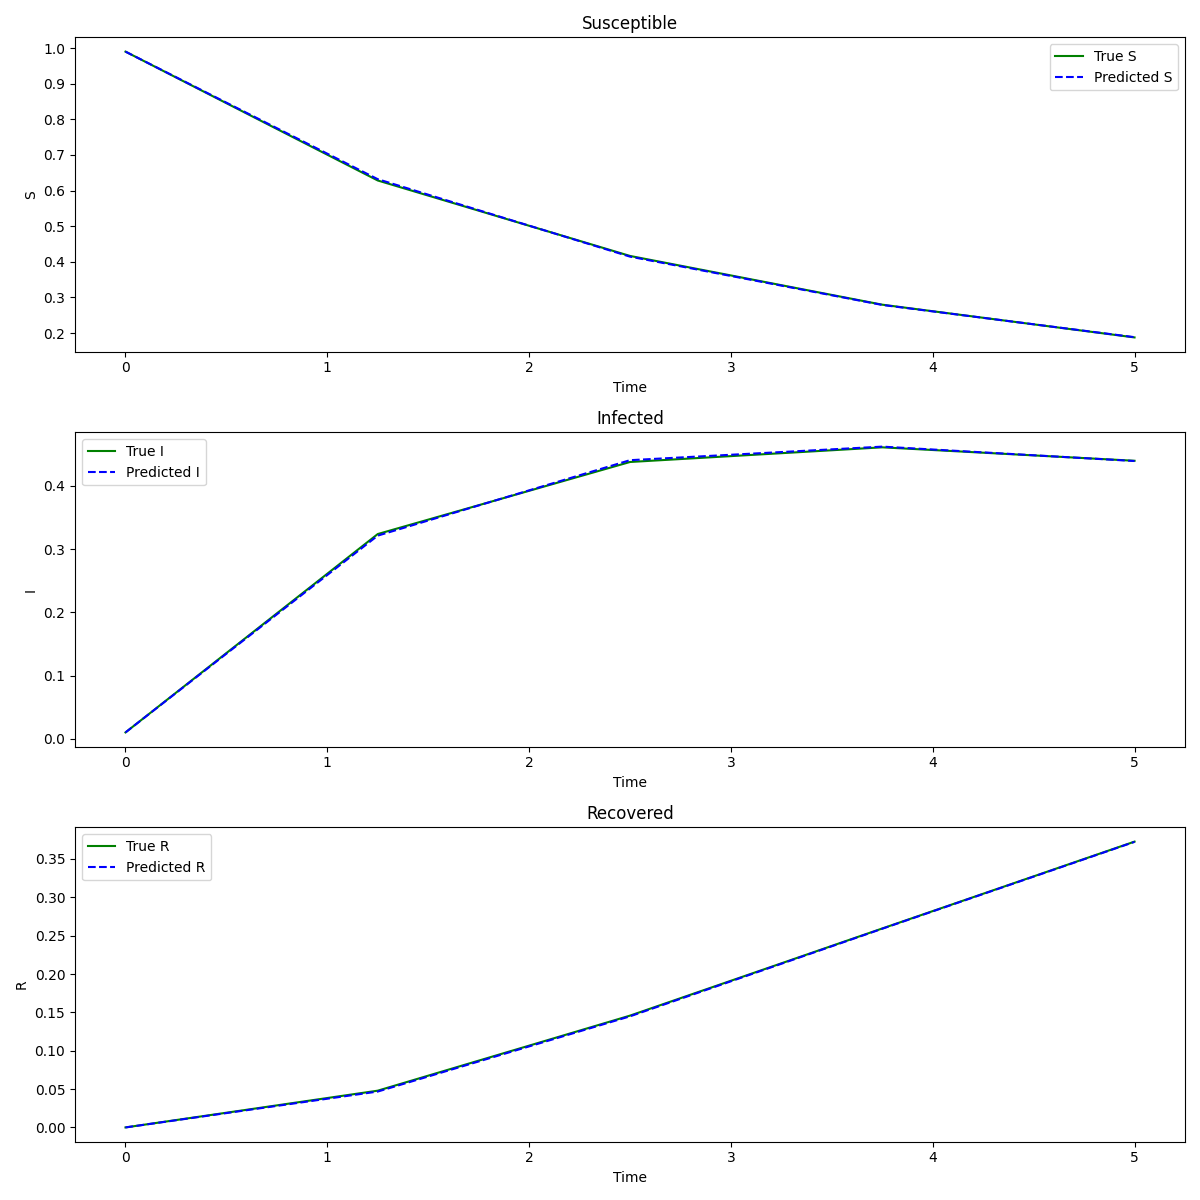 Susceptible
1.0
0.9
0.8
0.7
0.6
0.5
0.4
0.3
0.2
S
True S
Predicted S
0 1 2 3 4 5
Time
Infected
0.4
0.3
0.2
0.1
0.0
I
True I
Predicted I
0 1 2 3 4 5
Time
Recovered
0.35
0.30
0.25
0.20
0.15
0.10
0.05
0.00
R
True R
Predicted R
0 1 2 3 4 5
Time